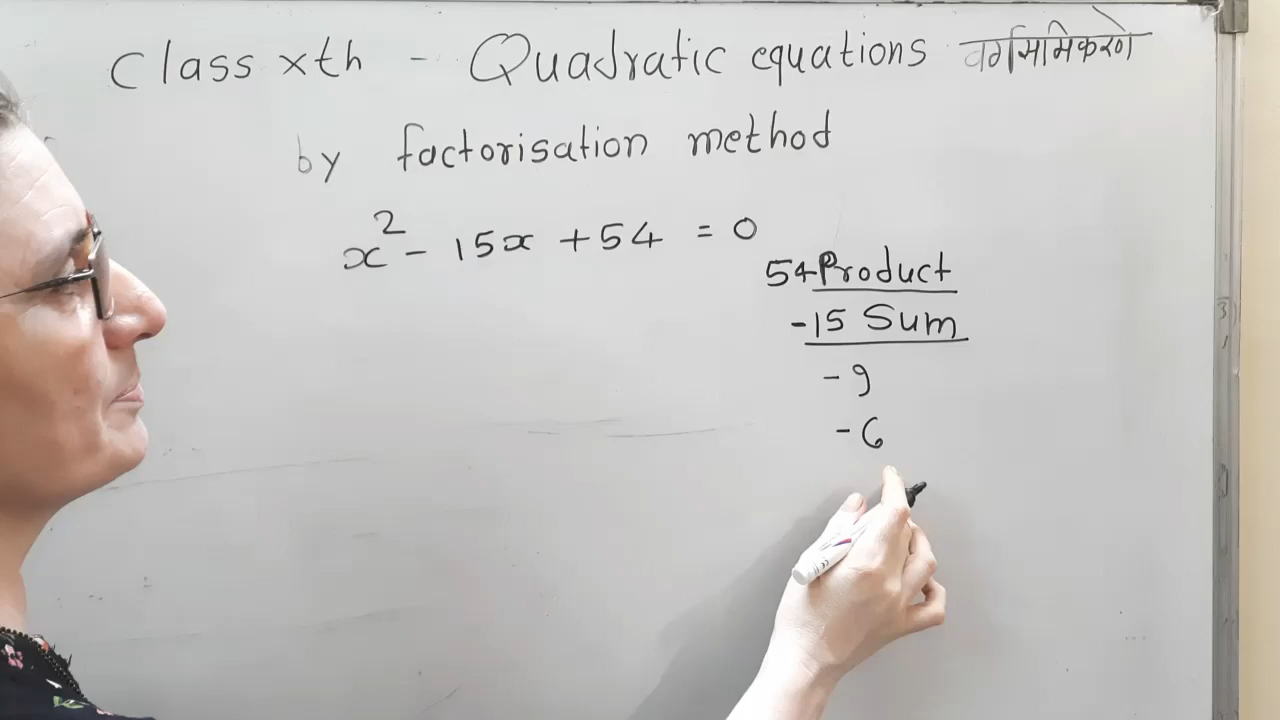 Class xth - Quadratic equations वर्गसमिकरणे
by factorisation method
x² - 15x + 54 = 0
54 Product
-15 Sum
- 9
- 6